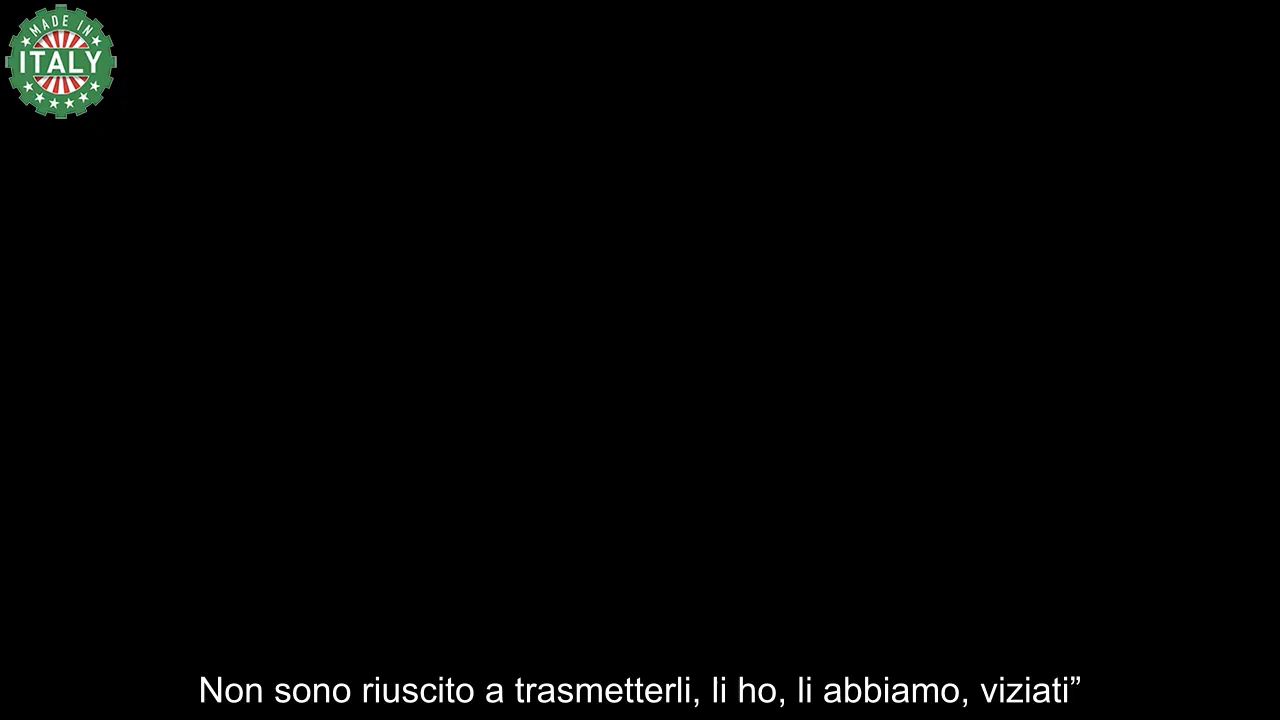 MADE IN
ITALY
Non sono riuscito a trasmetterli, li ho, li abbiamo, viziati”